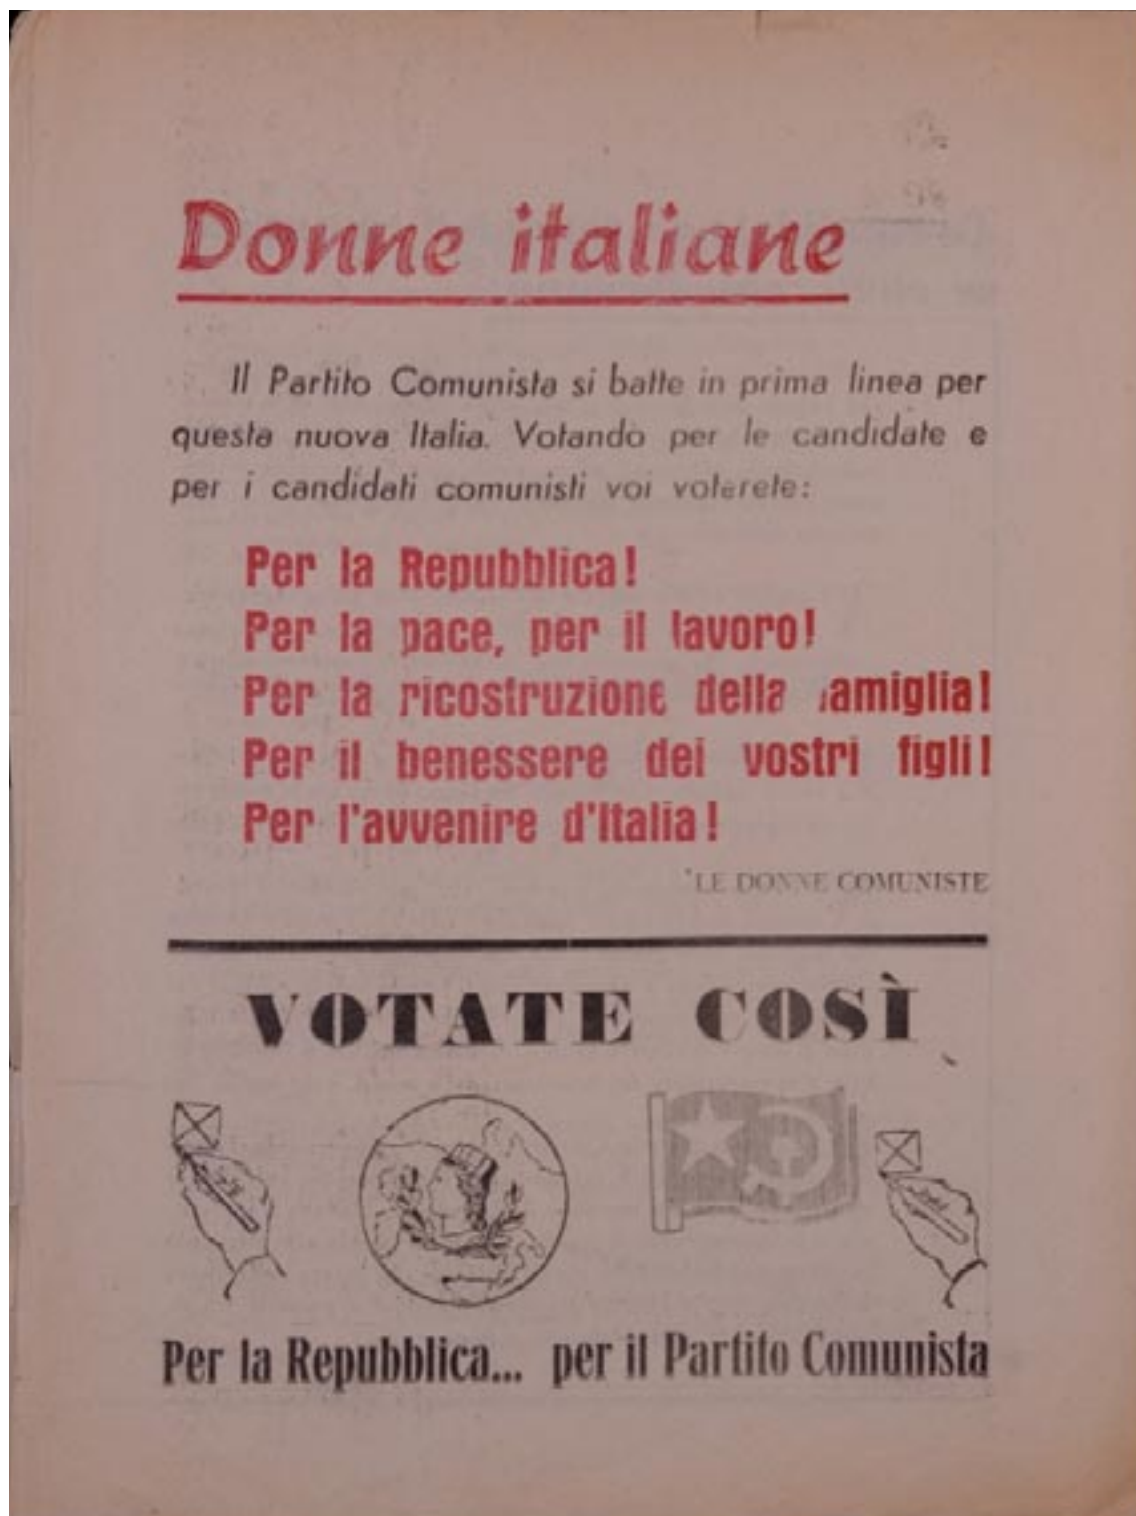 Donne italiane
Il Partito Comunista si batte in prima linea per
questa nuova Italia. Votando per le candidate e
per i candidati comunisti voi voterete:
Per la Repubblica!
Per la pace, per il lavoro!
Per la ricostruzione della famiglia!
Per il benessere dei vostri figli!
Per l'avvenire d'Italia!
LE DONNE COMUNISTE
VOTATE COSÌ
Per la Repubblica... per il Partito Comunista